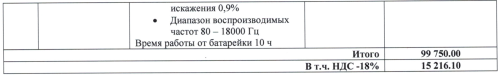 искажения 0,9%
• Диапазон воспроизводимых
частот 80 – 18000 Гц
Время работы от батарейки 10 ч
Итого 99 750.00
В т.ч. НДС -18% 15 216.10